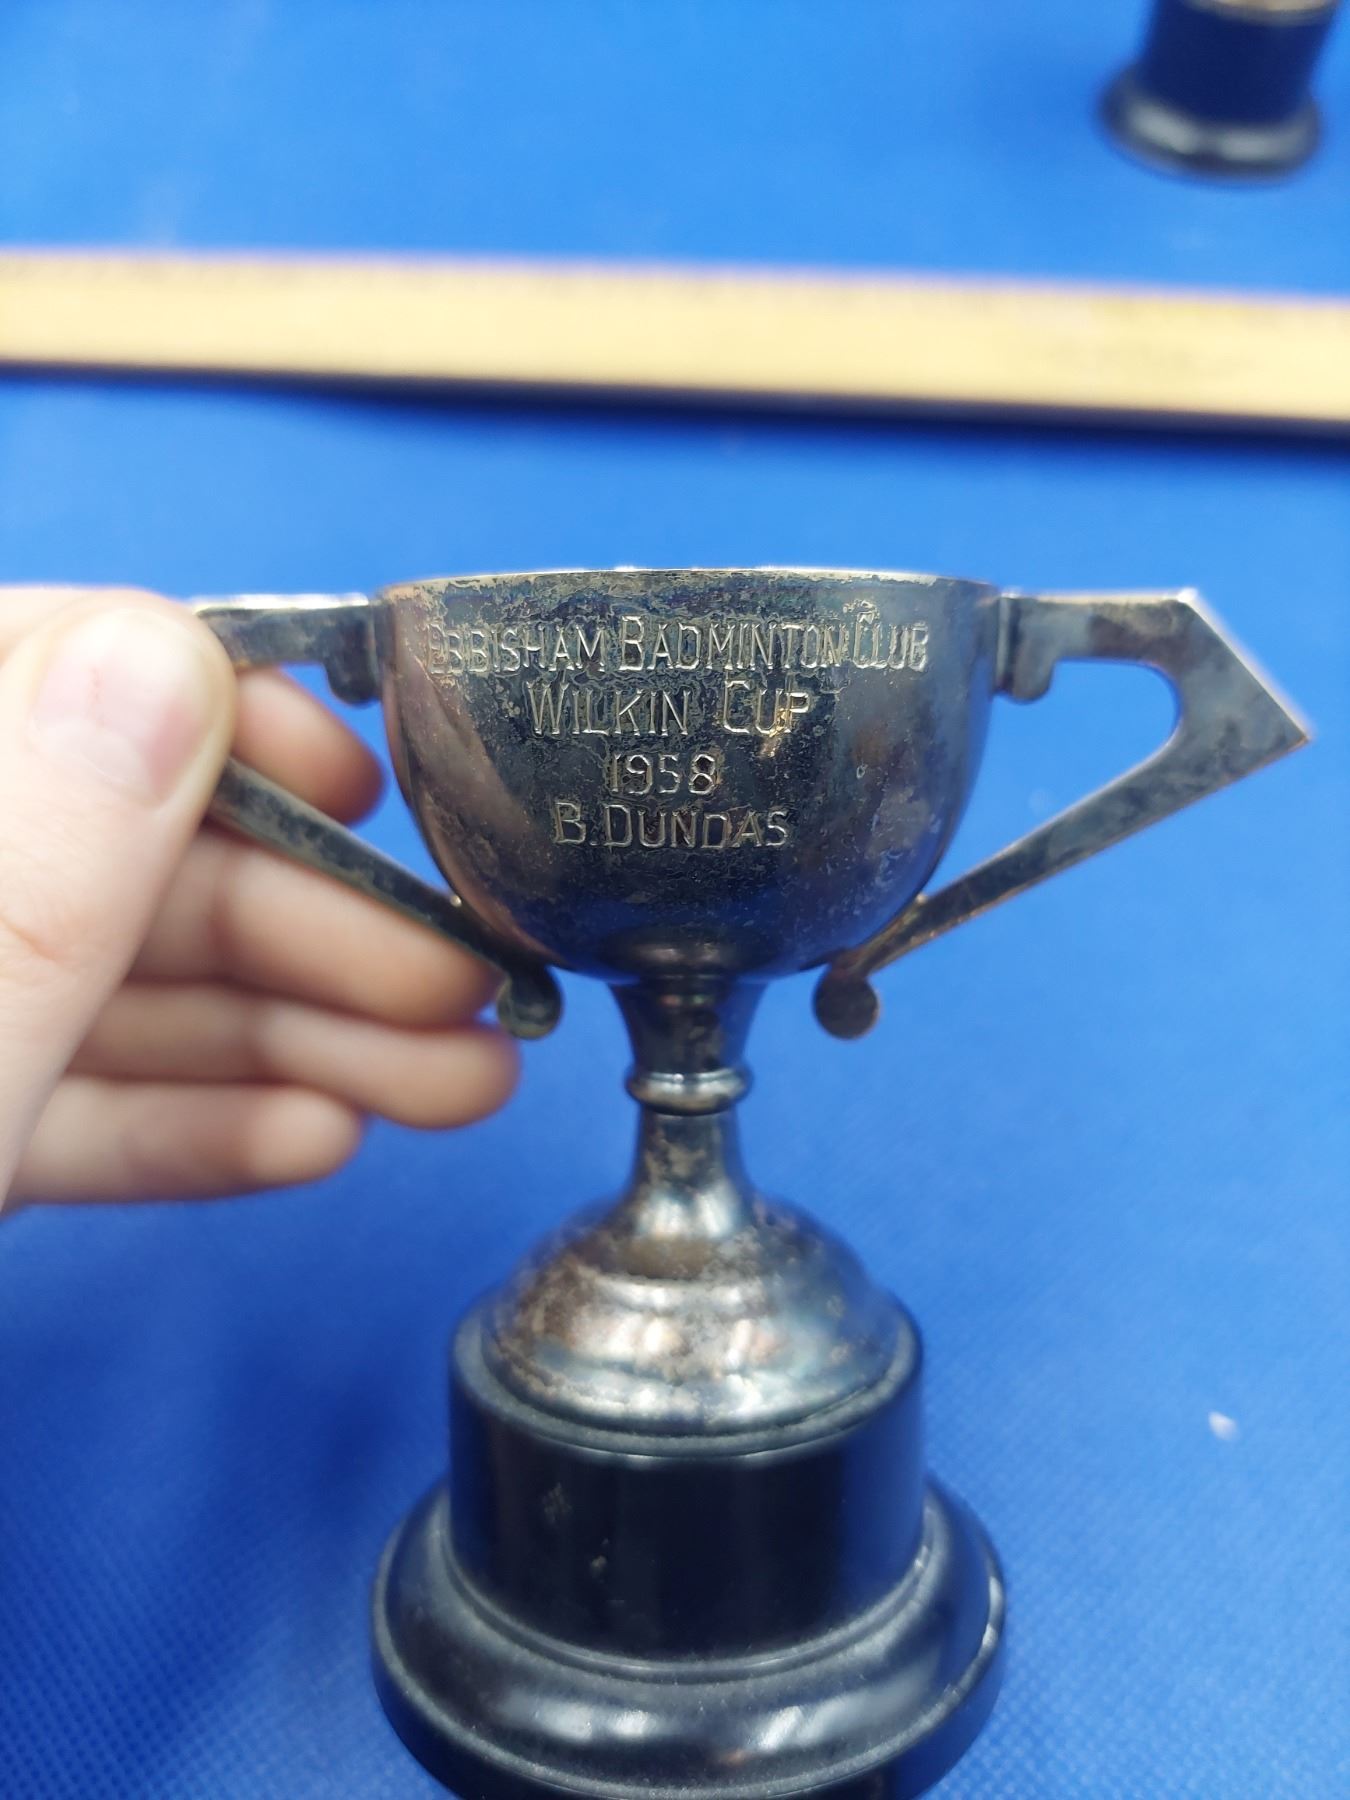 EBBISHAM BADMINTON CLUB
WILKIN CUP
1958
B. DUNDAS